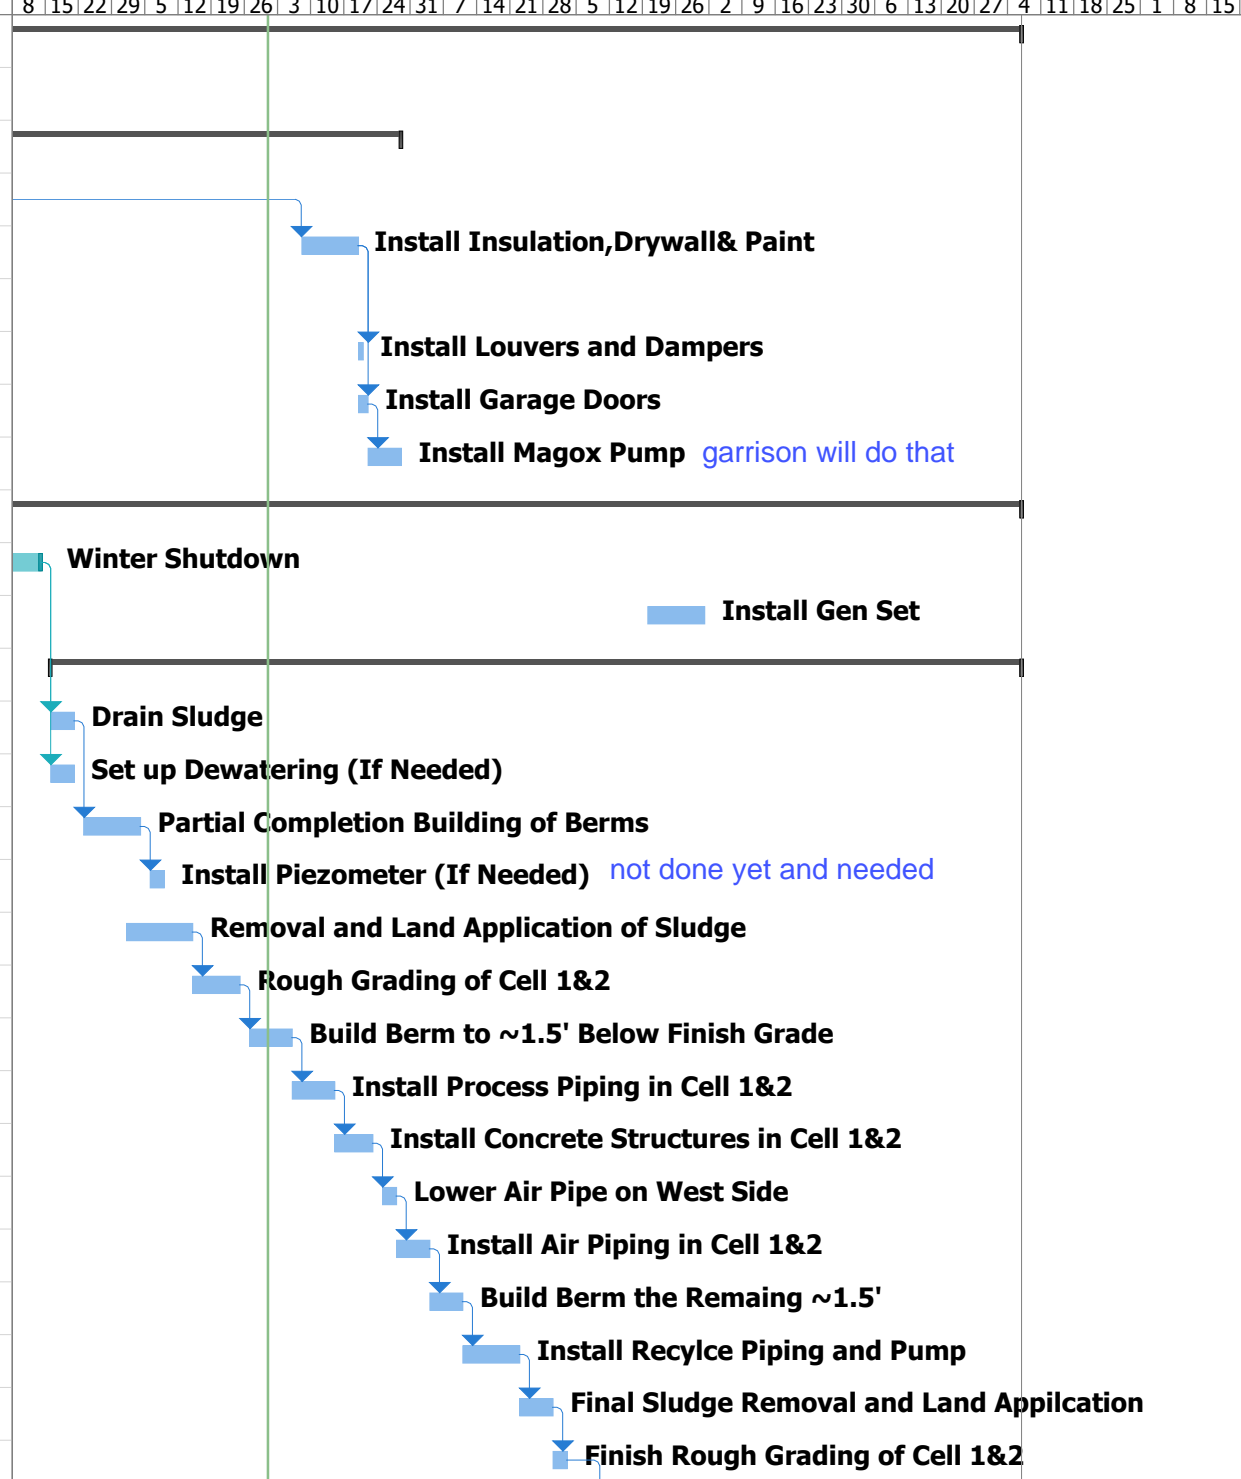 8 15 22 29 5 12 19 26 3 10 17 24 31 7 14 21 28 5 12 19 26 2 9 16 23 30 6 13 20 27 4 11 18 25 1 8 15
Install Insulation,Drywall& Paint
Install Louvers and Dampers
Install Garage Doors
Install Magox Pump garrison will do that
Winter Shutdown
Install Gen Set
Drain Sludge
Set up Dewatering (If Needed)
Partial Completion Building of Berms
Install Piezometer (If Needed) not done yet and needed
Removal and Land Application of Sludge
Rough Grading of Cell 1&2
Build Berm to ~1.5' Below Finish Grade
Install Process Piping in Cell 1&2
Install Concrete Structures in Cell 1&2
Lower Air Pipe on West Side
Install Air Piping in Cell 1&2
Build Berm the Remaing ~1.5'
Install Recylce Piping and Pump
Final Sludge Removal and Land Appilcation
Finish Rough Grading of Cell 1&2